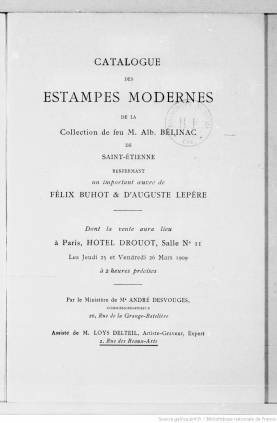 CATALOGUE
DES
ESTAMPES MODERNES
DE LA
Collection de feu M. Alb. BÉLINAC
DE
SAINT-ÉTIENNE
RENFERMANT
un important œuvre de
FÉLIX BUHOT & D'AUGUSTE LEPÈRE
Dont la vente aura lieu
à Paris, HOTEL DROUOT, Salle N° 11
Les Jeudi 25 et Vendredi 26 Mars 1909
à 2 heures précises
Par le Ministère de Me ANDRÉ DESVOUGES,
COMMISSAIRE-PRISEUR
26, Rue de la Grange-Batelière
Assisté de M. LOYS DELTEIL, Artiste-Graveur, Expert
2, Rue des Beaux-Arts
Source gallica.bnf.fr / Bibliothèque nationale de France